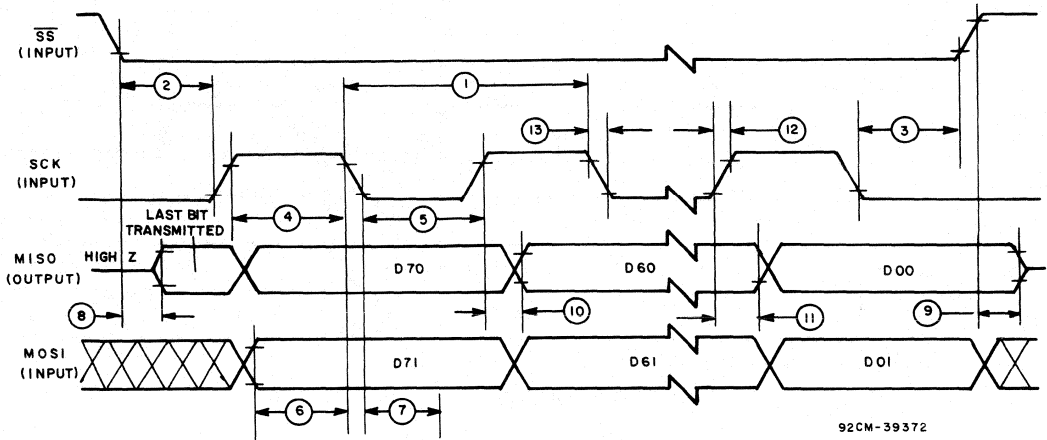 SS
(INPUT)
2
1
13
12
3
SCK
(INPUT)
4
5
LAST BIT
TRANSMITTED
MISO
(OUTPUT)
HIGH Z
D70
D60
D00
8
10
11
9
MOSI
(INPUT)
D71
D61
D01
6
7
92CM-39372